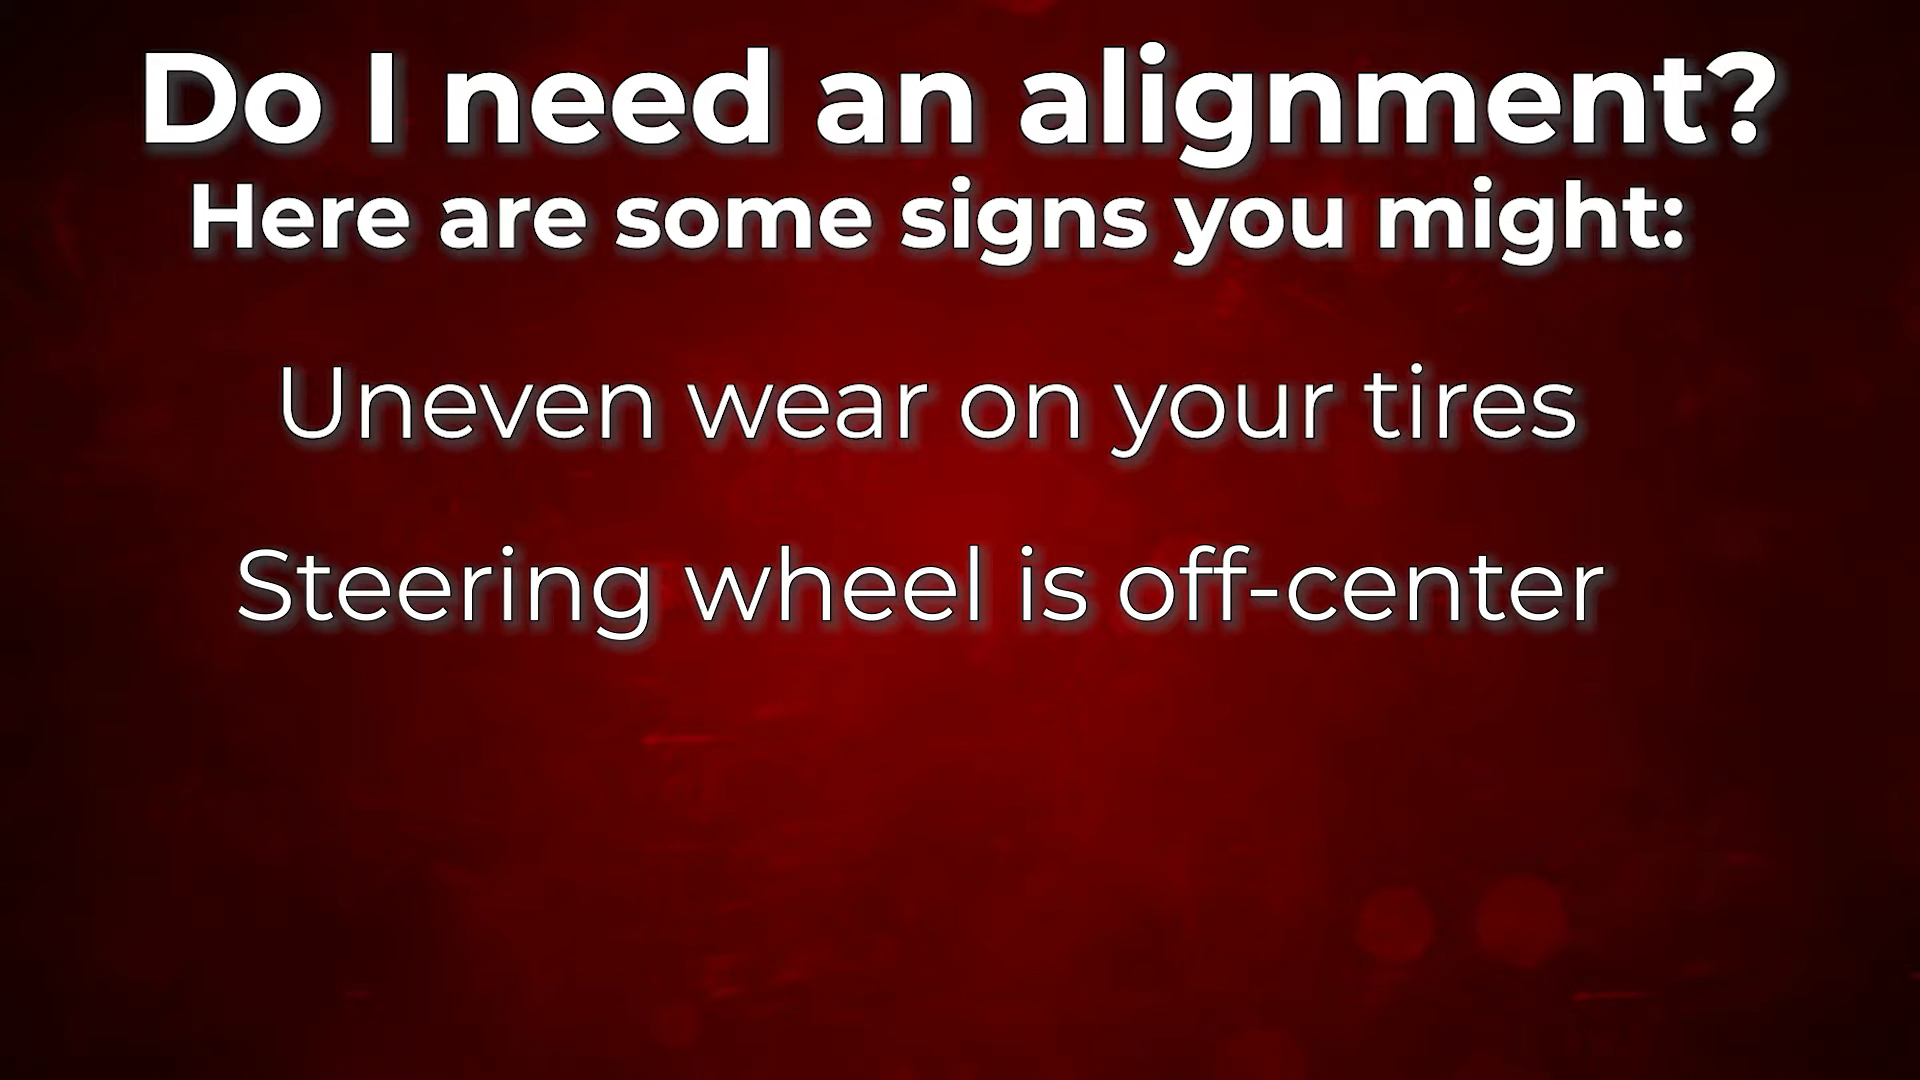 Do I need an alignment?
Here are some signs you might:
Uneven wear on your tires
Steering wheel is off-center